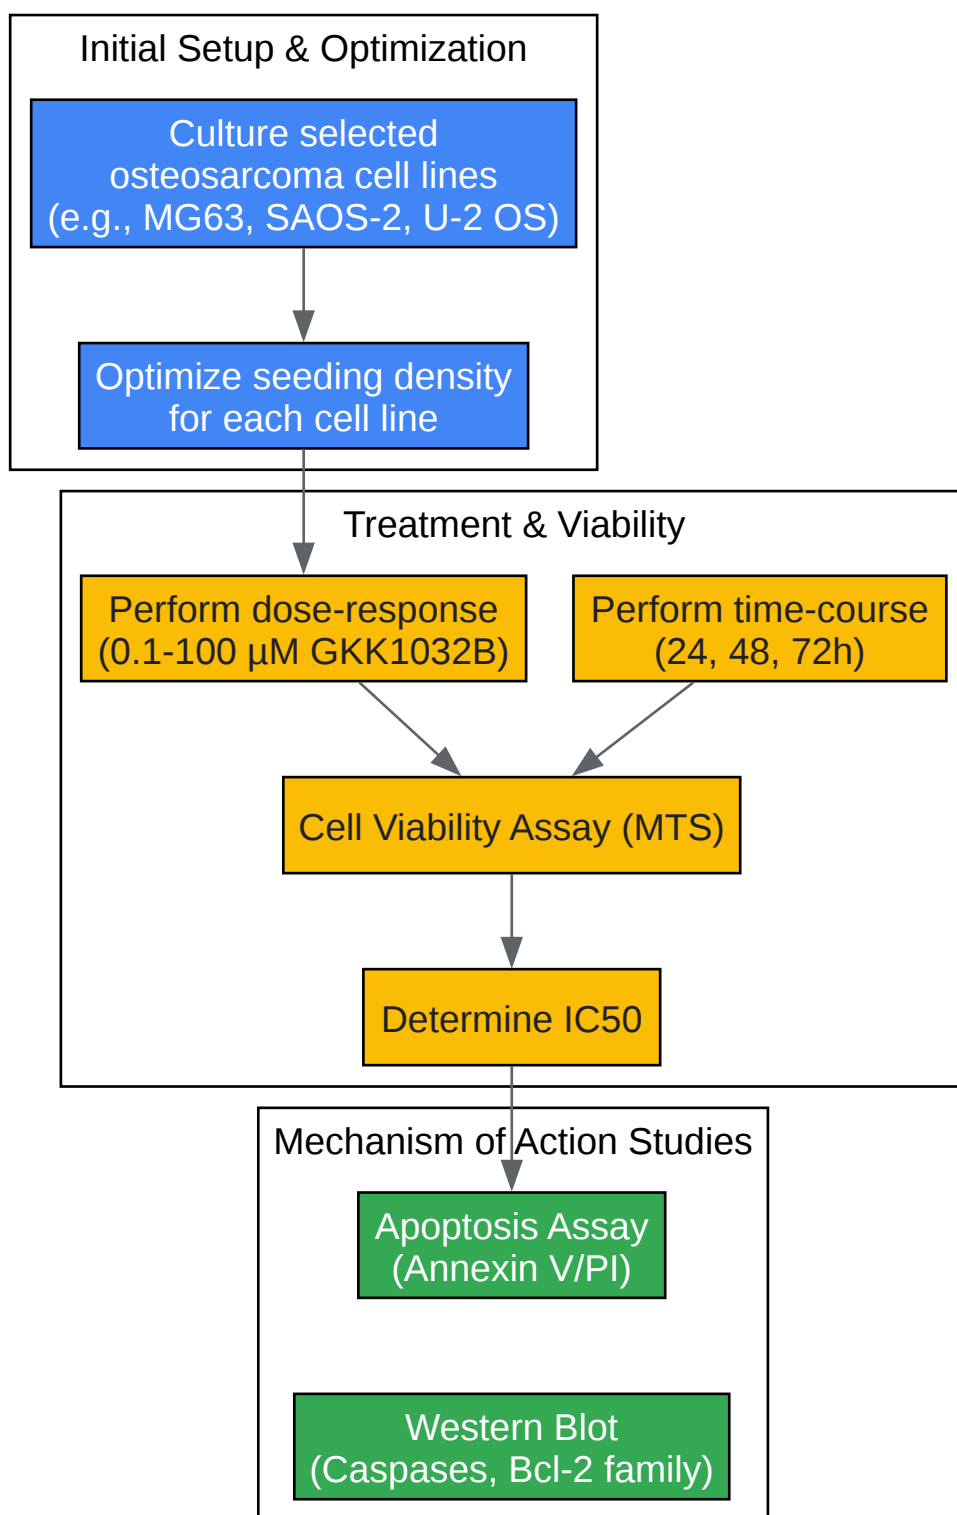 Initial Setup & Optimization
Culture selected
osteosarcoma cell lines
(e.g., MG63, SAOS-2, U-2 OS)
Optimize seeding density
for each cell line
Treatment & Viability
Perform dose-response
(0.1-100 µM GKK1032B)
Perform time-course
(24, 48, 72h)
Cell Viability Assay (MTS)
Determine IC50
Mechanism of Action Studies
Apoptosis Assay
(Annexin V/PI)
Western Blot
(Caspases, Bcl-2 family)